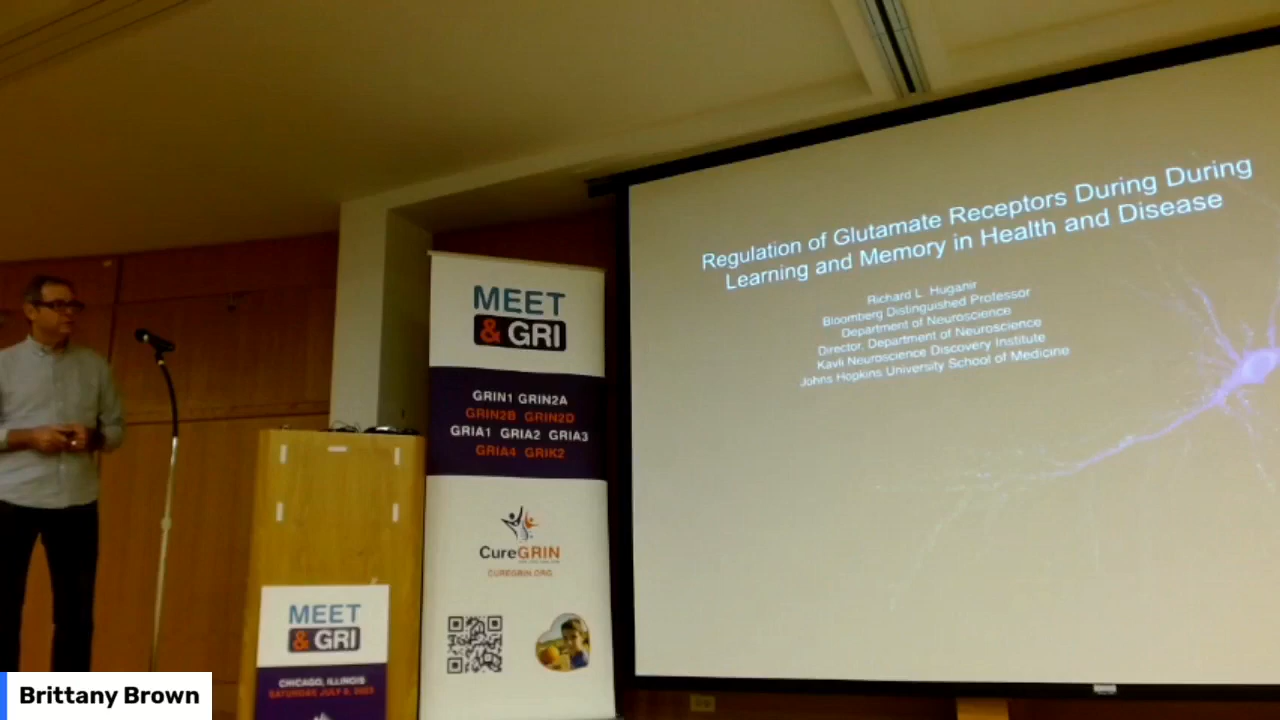 Regulation of Glutamate Receptors During During
Learning and Memory in Health and Disease
Richard L. Huganir
Bloomberg Distinguished Professor
Department of Neuroscience
Director, Department of Neuroscience
Kavli Neuroscience Discovery Institute
Johns Hopkins University School of Medicine
MEET
& GRI
GRIN1 GRIN2A
GRIN2B GRIN2D
GRIA1 GRIA2 GRIA3
GRIA4 GRIK2
CureGRIN
CUREGRIN.ORG
MEET
& GRI
CHICAGO, ILLINOIS
SATURDAY JULY
Brittany Brown